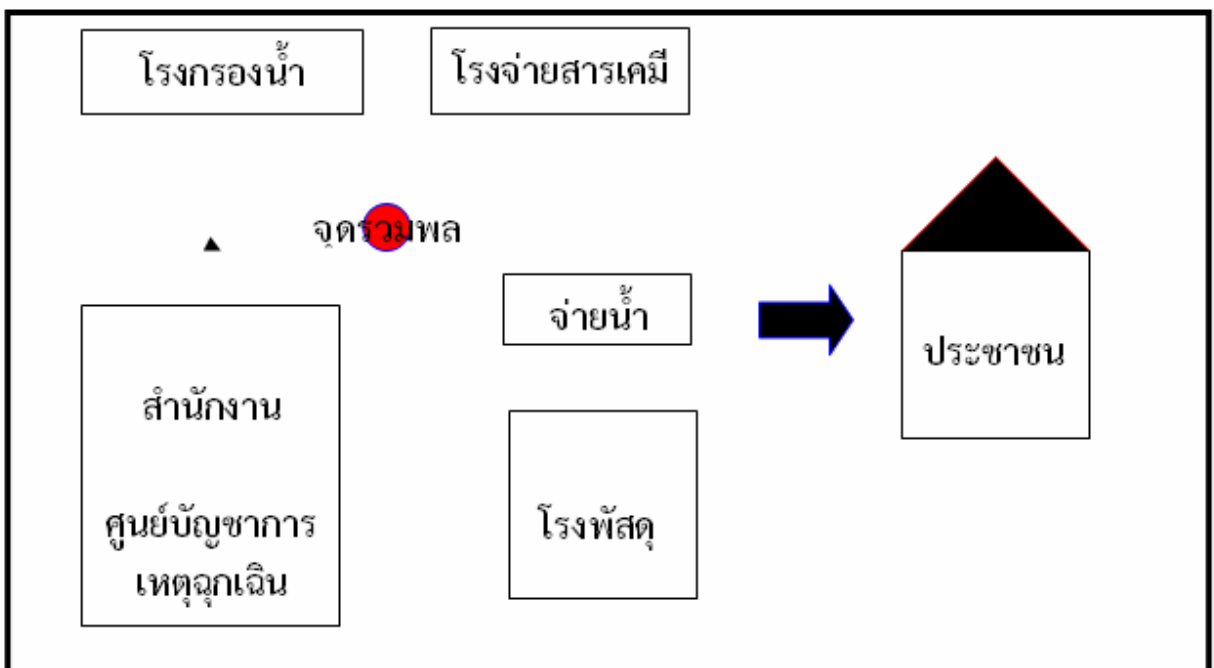 โรงกรองน้ำ
โรงจ่ายสารเคมี
จุดรวมพล
จ่ายน้ำ
ประชาชน
สำนักงาน
ศูนย์บัญชาการ
เหตุฉุกเฉิน
โรงพัสดุ